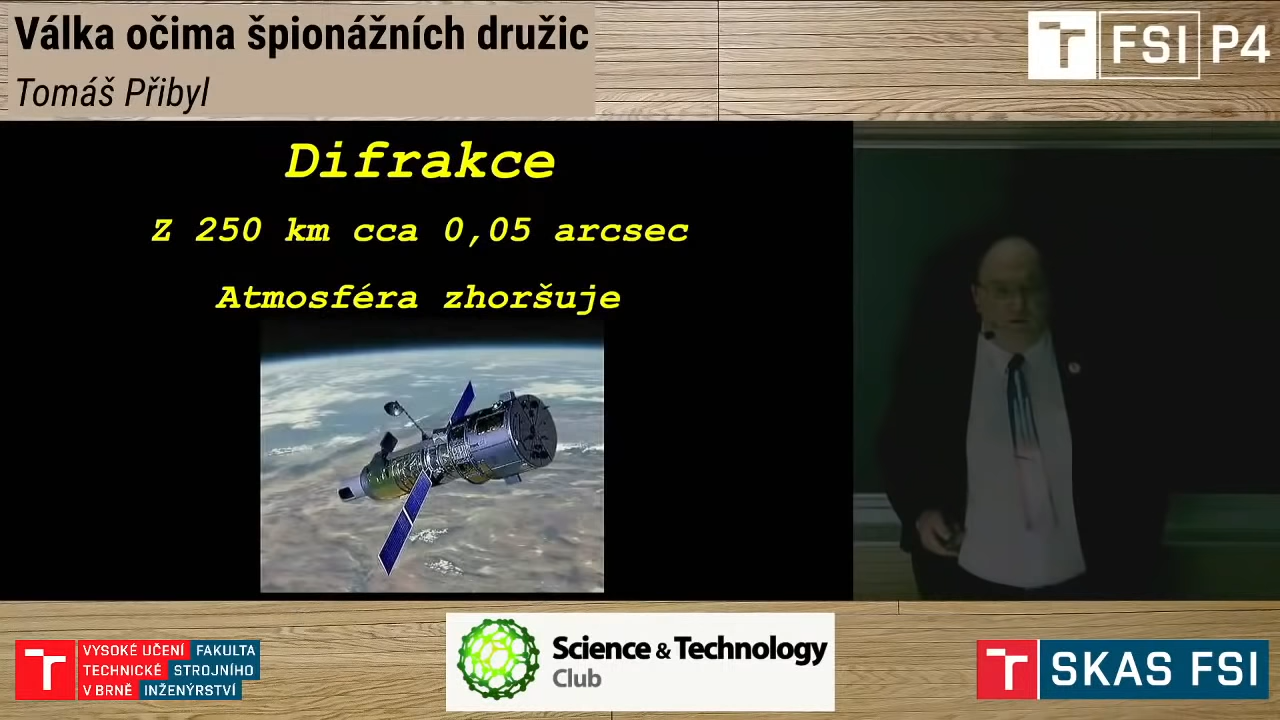 Válka očima špionážních družic
Tomáš Přibyl
FSI P4
Difrakce
Z 250 km cca 0,05 arcsec
Atmosféra zhoršuje
VYSOKÉ UČENÍ FAKULTA
TECHNICKÉ STROJNÍHO
V BRNĚ INŽENÝRSTVÍ
Science & Technology
Club
SKAS FSI